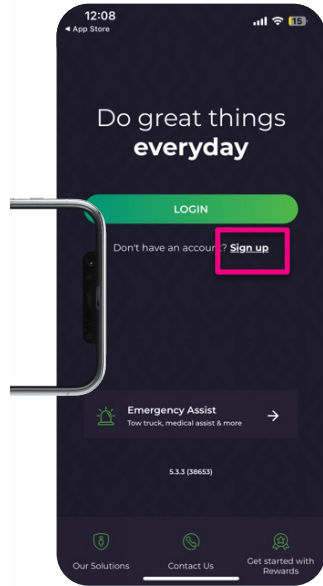 12:08
◀ App Store
15
Do great things
everyday
LOGIN
Don't have an account? Sign up
Emergency Assist
Tow truck, medical assist & more
5.3.3 (38653)
Our Solutions
Contact Us
Get started with
Rewards